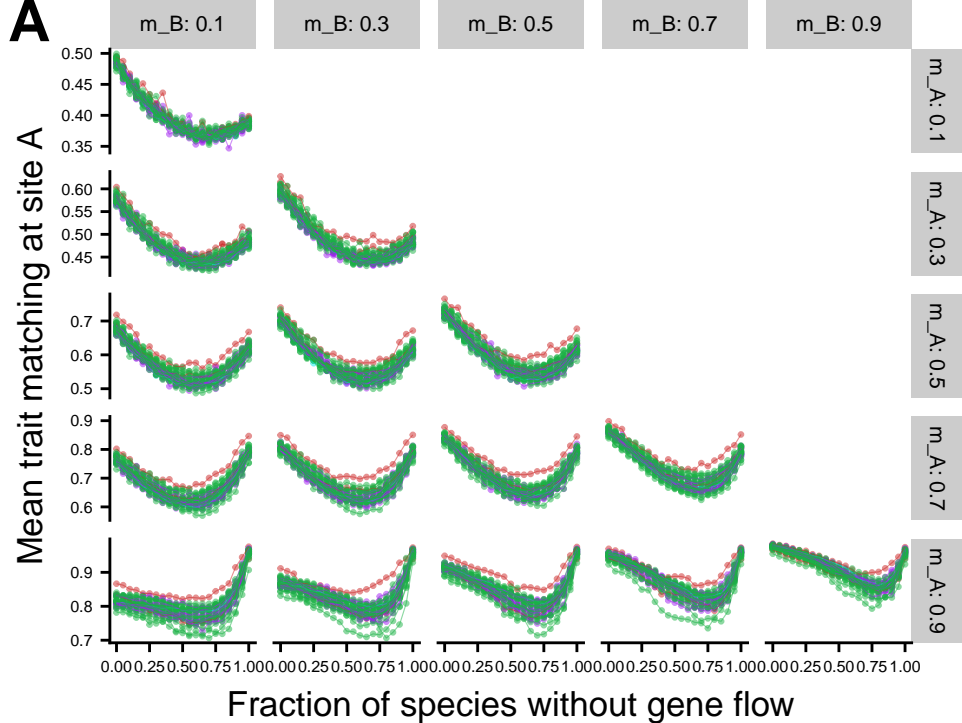 A
m_B: 0.1 m_B: 0.3 m_B: 0.5 m_B: 0.7 m_B: 0.9
Mean trait matching at site A
0.50
0.45
0.40
0.35
m_A: 0.1
0.60
0.55
0.50
0.45
m_A: 0.3
0.7
0.6
0.5
m_A: 0.5
0.9
0.8
0.7
0.6
m_A: 0.7
0.9
0.8
0.7
m_A: 0.9
0.00 0.25 0.50 0.75 1.00 0.00 0.25 0.50 0.75 1.00 0.00 0.25 0.50 0.75 1.00 0.00 0.25 0.50 0.75 1.00 0.00 0.25 0.50 0.75 1.00
Fraction of species without gene flow